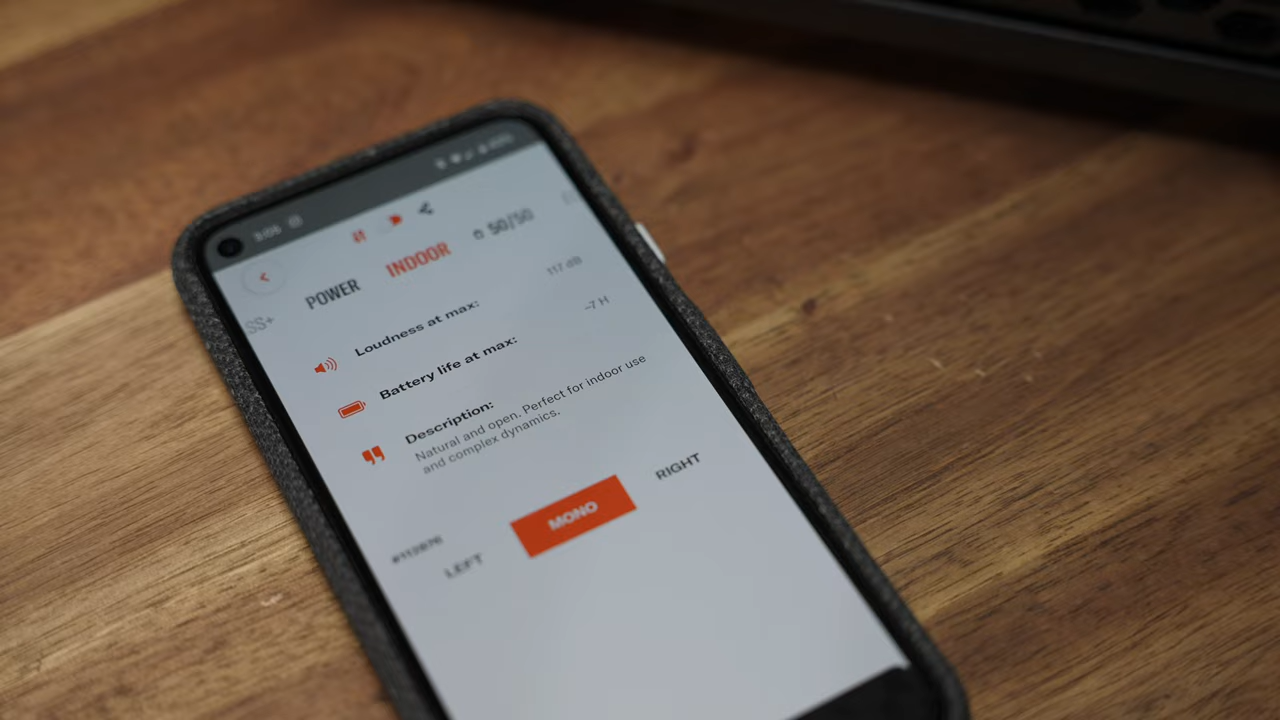 SS+ POWER INDOOR 50/50
Loudness at max: 117 dB
Battery life at max: ~7 H
Description:
Natural and open. Perfect for indoor use
and complex dynamics.
LEFT MONO RIGHT